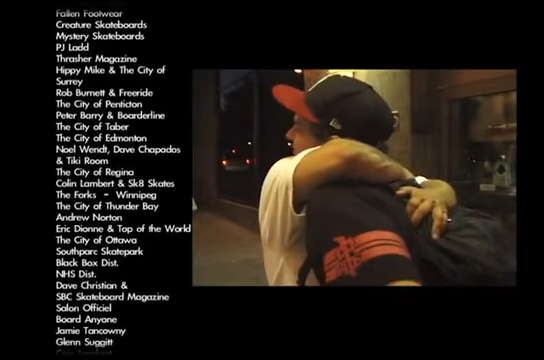 Fallen Footwear
Creature Skateboards
Mystery Skateboards
PJ Ladd
Thrasher Magazine
Hippy Mike & The City of
Surrey
Rob Burnett & Freeride
The City of Penticton
Peter Barry & Boarderline
The City of Taber
The City of Edmonton
Noel Wendt, Dave Chapados
& Tiki Room
The City of Regina
Colin Lambert & Sk8 Skates
The Forks - Winnipeg
The City of Thunder Bay
Andrew Norton
Eric Dionne & Top of the World
The City of Ottawa
Southparc Skatepark
Black Box Dist.
NHS Dist.
Dave Christian &
SBC Skateboard Magazine
Salon Officiel
Board Anyone
Jamie Tancowny
Glenn Suggitt